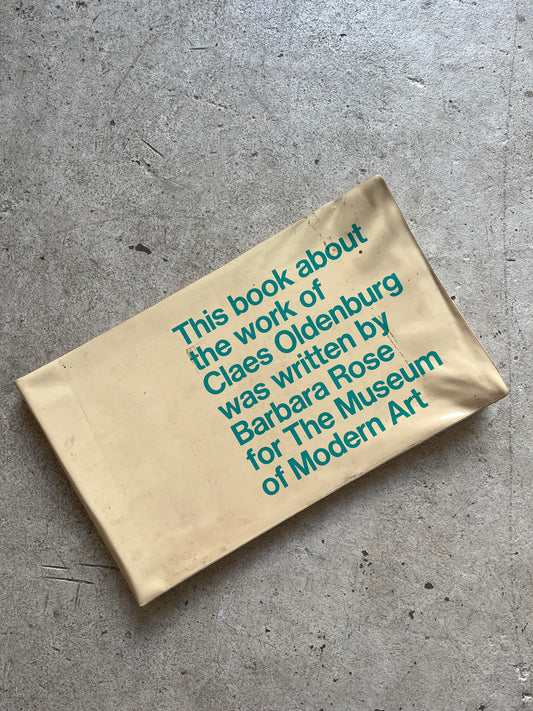 This book about
the work of
Claes Oldenburg
was written by
Barbara Rose
for The Museum
of Modern Art